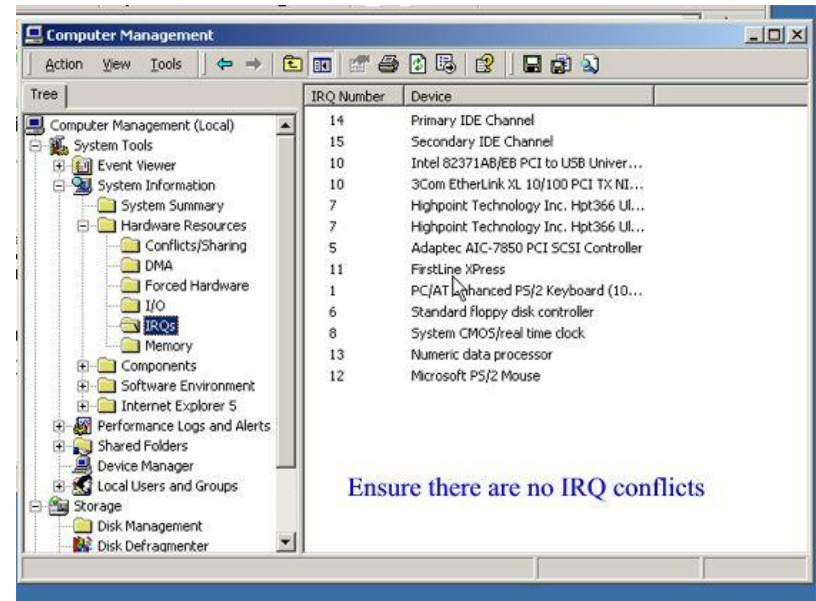 Computer Management
Action View Tools
Tree
IRQ Number Device
Computer Management (Local)
System Tools
Event Viewer
System Information
System Summary
Hardware Resources
Conflicts/Sharing
DMA
Forced Hardware
I/O
IRQs
Memory
Components
Software Environment
Internet Explorer 5
Performance Logs and Alerts
Shared Folders
Device Manager
Local Users and Groups
Storage
Disk Management
Disk Defragmenter
14 Primary IDE Channel
15 Secondary IDE Channel
10 Intel 82371AB/EB PCI to USB Univer...
10 3Com EtherLink XL 10/100 PCI TX NI...
7 Highpoint Technology Inc. Hpt366 Ul...
7 Highpoint Technology Inc. Hpt366 Ul...
5 Adaptec AIC-7850 PCI SCSI Controller
11 FirstLine XPress
1 PC/AT Enhanced PS/2 Keyboard (10...
6 Standard floppy disk controller
8 System CMOS/real time clock
13 Numeric data processor
12 Microsoft PS/2 Mouse
Ensure there are no IRQ conflicts